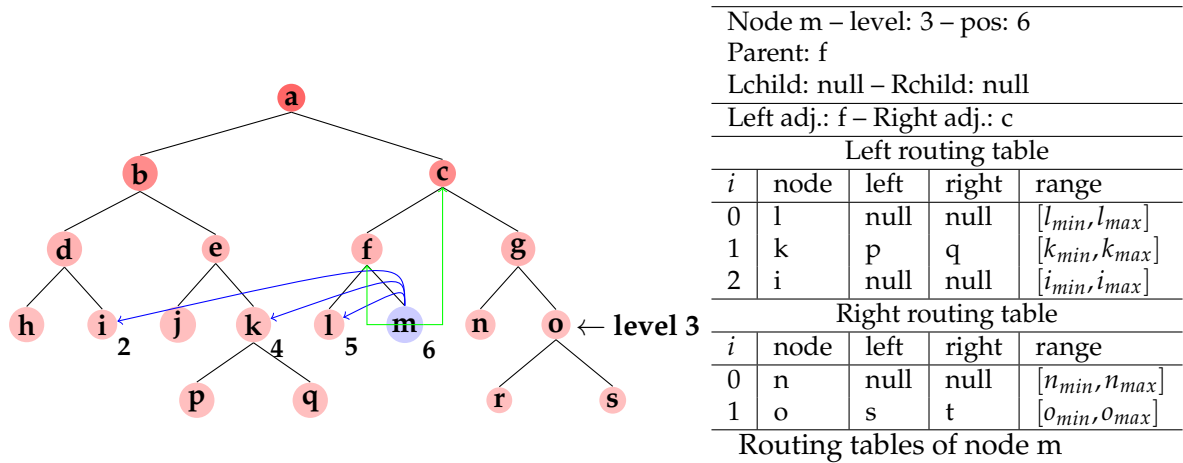 a
b
c
d
e
f
g
h
i
j
k
l
m
n
o
← level 3
2
4
5
6
p
q
r
s
Node m – level: 3 – pos: 6
Parent: f
Lchild: null – Rchild: null
Left adj.: f – Right adj.: c
Left routing table
i node left right range
0 l null null [l_min, l_max]
1 k p q [k_min, k_max]
2 i null null [i_min, i_max]
Right routing table
i node left right range
0 n null null [n_min, n_max]
1 o s t [o_min, o_max]
Routing tables of node m